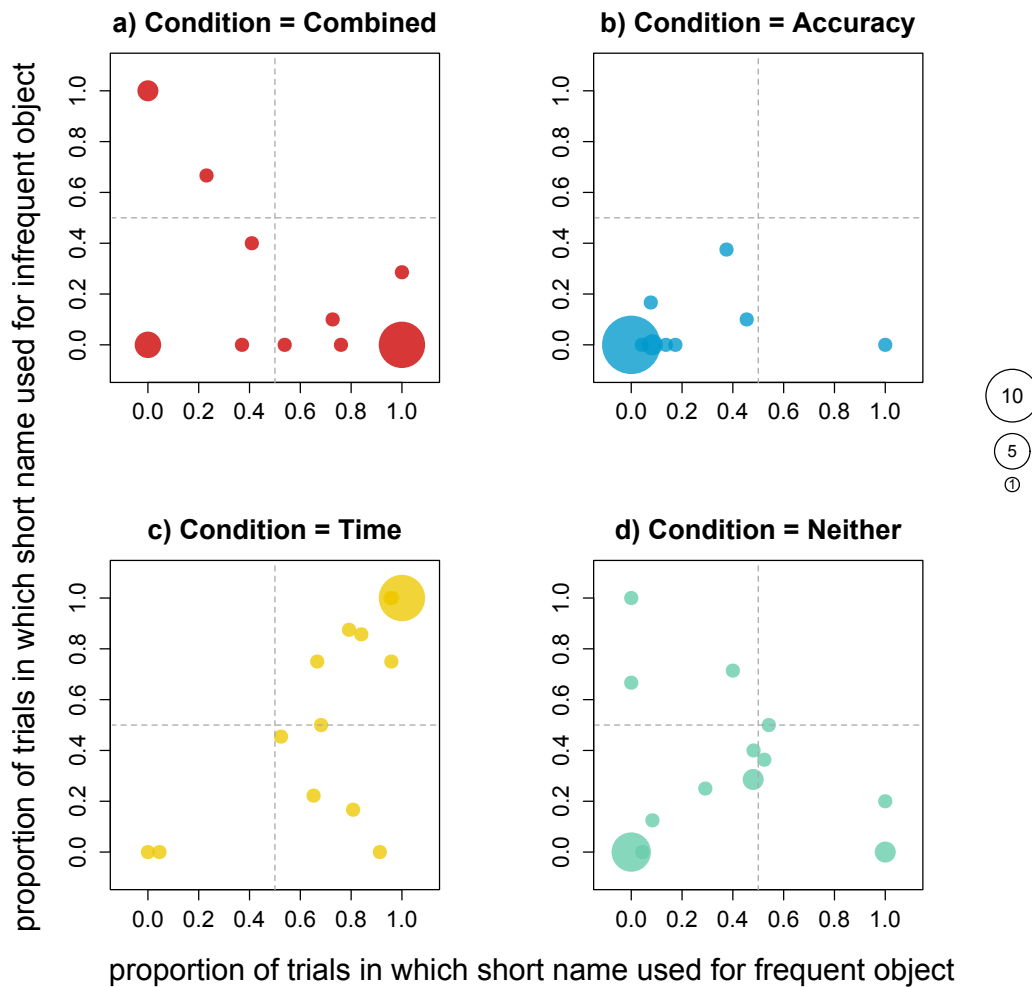 a) Condition = Combined
b) Condition = Accuracy
proportion of trials in which short name used for infrequent object
1.0
0.8
0.6
0.4
0.2
0.0
0.0 0.2 0.4 0.6 0.8 1.0
1.0
0.8
0.6
0.4
0.2
0.0
0.0 0.2 0.4 0.6 0.8 1.0
10
5
1
c) Condition = Time
d) Condition = Neither
1.0
0.8
0.6
0.4
0.2
0.0
0.0 0.2 0.4 0.6 0.8 1.0
1.0
0.8
0.6
0.4
0.2
0.0
0.0 0.2 0.4 0.6 0.8 1.0
proportion of trials in which short name used for frequent object